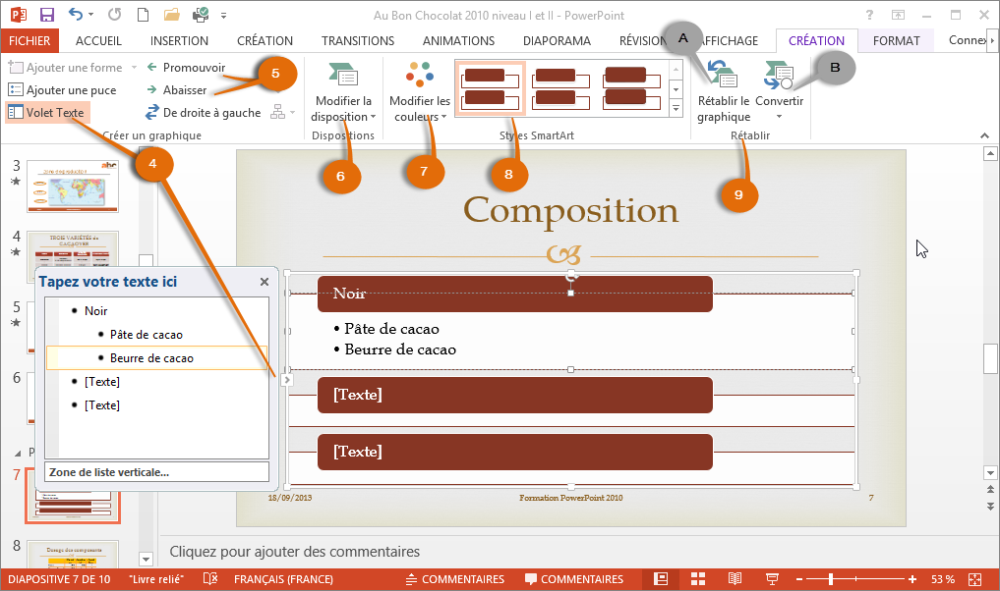 Au Bon Chocolat 2010 niveau I et II - PowerPoint
FICHIER ACCUEIL INSERTION CRÉATION TRANSITIONS ANIMATIONS DIAPORAMA RÉVISION AFFICHAGE CRÉATION FORMAT Connex
A
B
Ajouter une forme
Promouvoir
5
Ajouter une puce
Abaisser
Volet Texte
De droite à gauche
Créer un graphique
Modifier la
disposition
Dispositions
Modifier les
couleurs
Styles SmartArt
Rétablir le
graphique
Convertir
Rétablir
4
6
7
8
9
3
abc
4
TROIS VARIÉTÉS de
CACAOYER
5
6
P
7
8
Dosage des composants
Tapez votre texte ici
Noir
Pâte de cacao
Beurre de cacao
[Texte]
[Texte]
Zone de liste verticale...
Composition
Noir
• Pâte de cacao
• Beurre de cacao
[Texte]
[Texte]
18/09/2013
Formation PowerPoint 2010
7
Cliquez pour ajouter des commentaires
DIAPOSITIVE 7 DE 10 "Livre relié" FRANÇAIS (FRANCE) COMMENTAIRES COMMENTAIRES 53 %